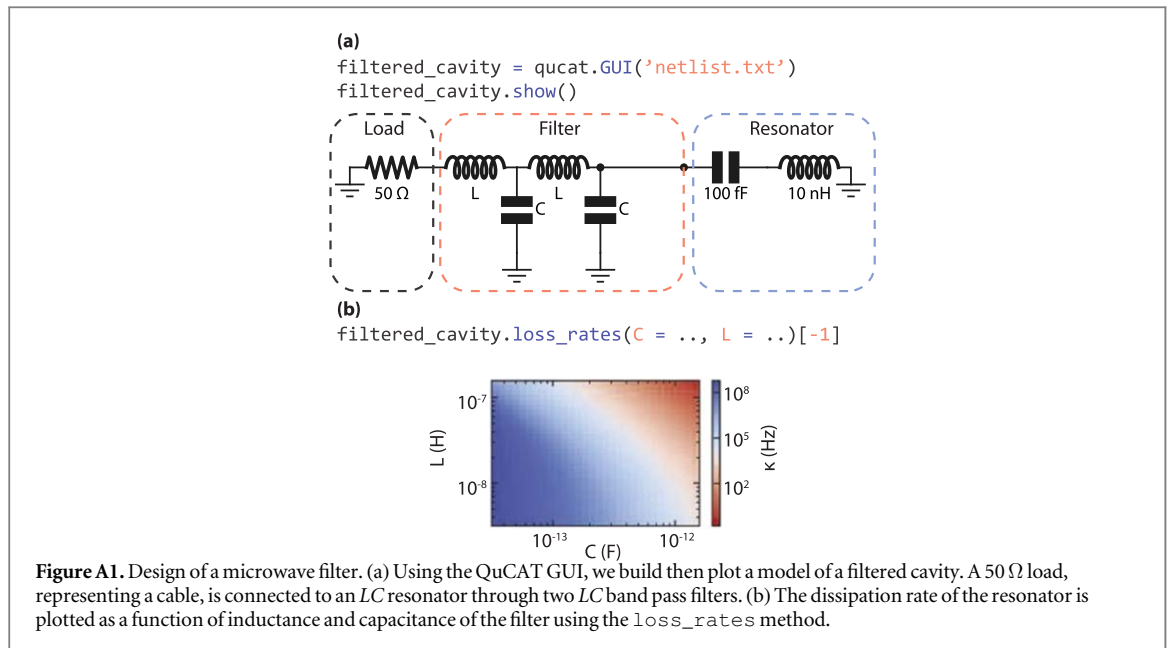 (a)
filtered_cavity = qucat.GUI(’netlist.txt’)
filtered_cavity.show()
Load Filter Resonator
50 Ω L L 100 fF 10 nH
C C
(b)
filtered_cavity.loss_rates(C = .., L = ..)[-1]
10⁻⁷ 10⁸
L (H) 10⁵ κ (Hz)
10⁻⁸ 10²
10⁻¹³ 10⁻¹²
C (F)
Figure A1. Design of a microwave filter. (a) Using the QuCAT GUI, we build then plot a model of a filtered cavity. A 50 Ω load,
representing a cable, is connected to an LC resonator through two LC band pass filters. (b) The dissipation rate of the resonator is
plotted as a function of inductance and capacitance of the filter using the loss_rates method.